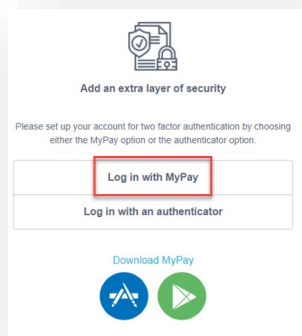 Add an extra layer of security
Please set up your account for two factor authentication by choosing
either the MyPay option or the authenticator option.
Log in with MyPay
Log in with an authenticator
Download MyPay